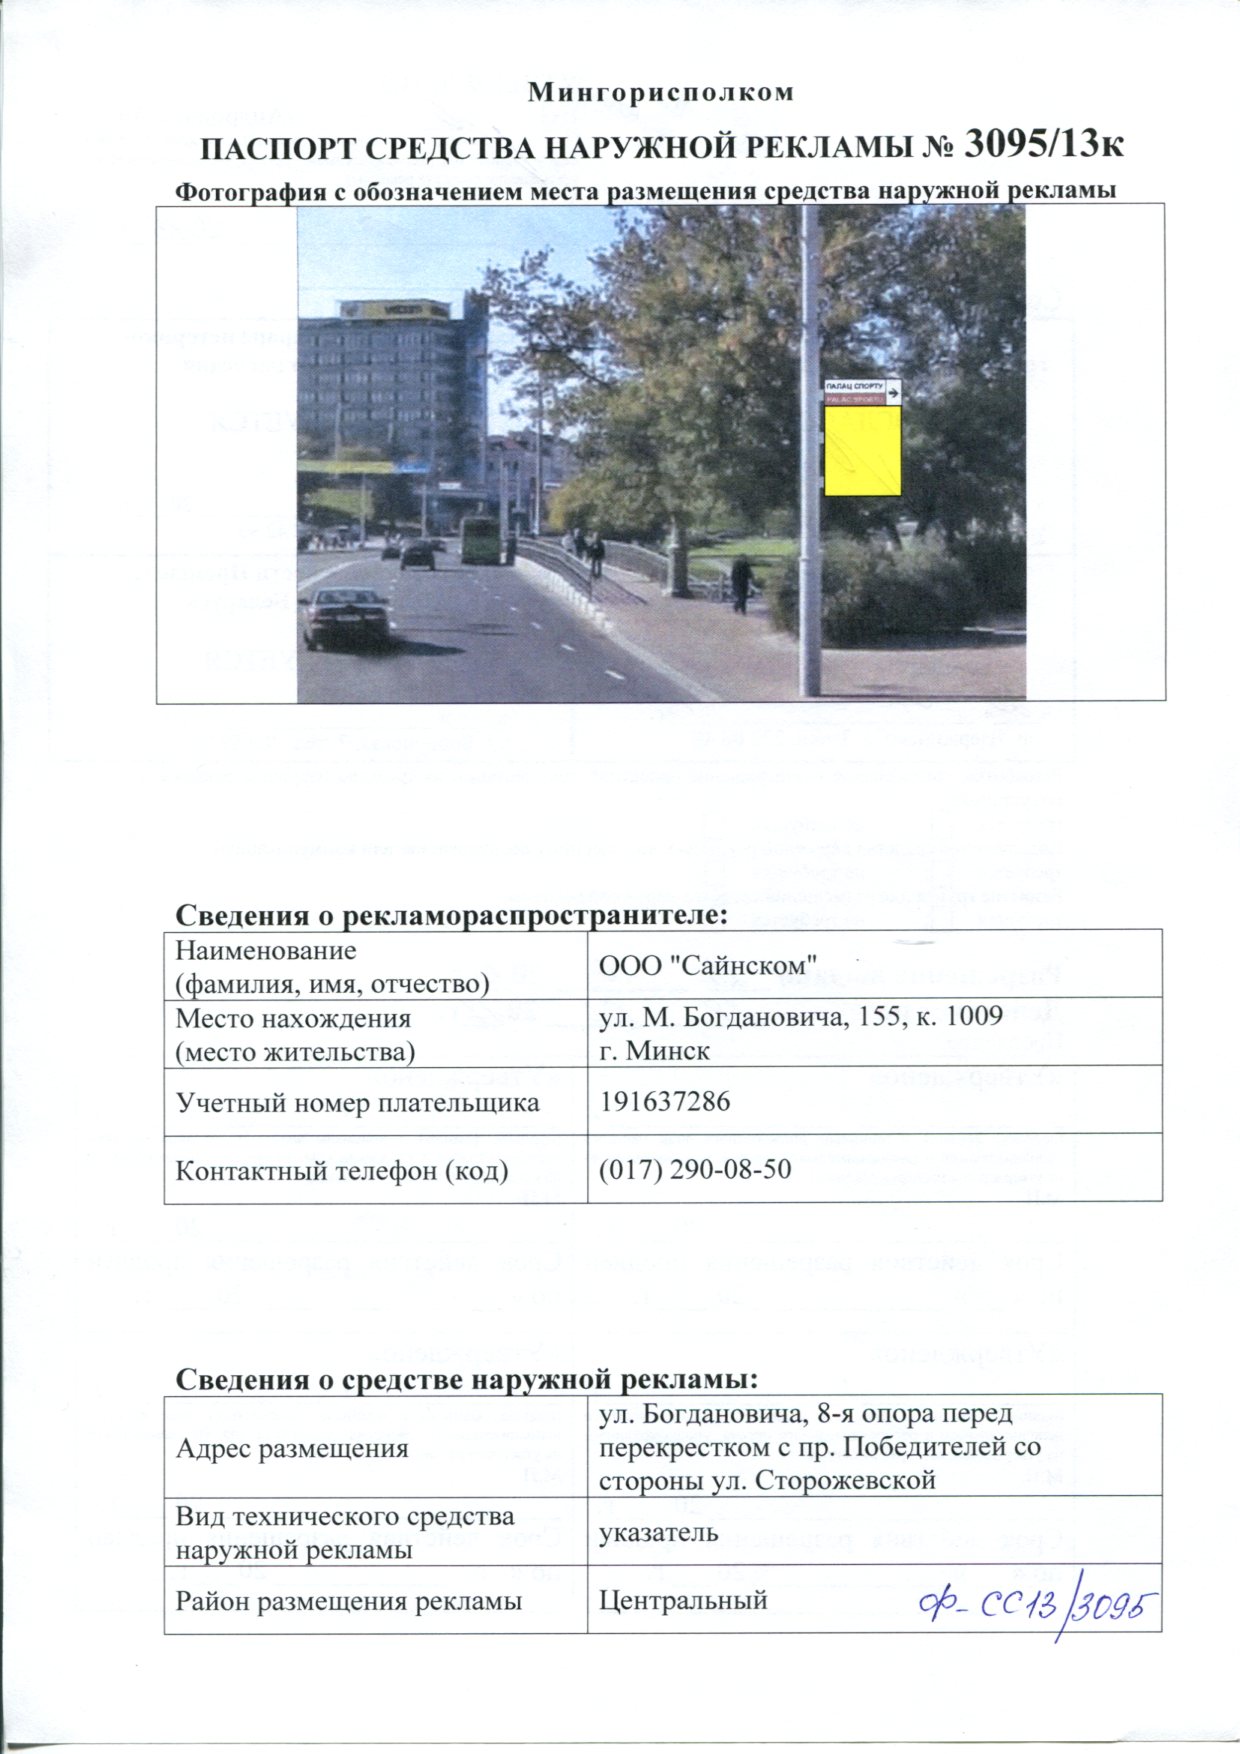 Мингорисполком
ПАСПОРТ СРЕДСТВА НАРУЖНОЙ РЕКЛАМЫ № 3095/13к
Фотография с обозначением места размещения средства наружной рекламы
ПАЛАЦ СПОРТУ
PALAC SPORTU
Сведения о рекламораспространителе:
Наименование
(фамилия, имя, отчество)
ООО "Сайнском"
Место нахождения
(место жительства)
ул. М. Богдановича, 155, к. 1009
г. Минск
Учетный номер плательщика
191637286
Контактный телефон (код)
(017) 290-08-50
Сведения о средстве наружной рекламы:
Адрес размещения
ул. Богдановича, 8-я опора перед
перекрестком с пр. Победителей со
стороны ул. Сторожевской
Вид технического средства
наружной рекламы
указатель
Район размещения рекламы
Центральный
ф- СС13/3095